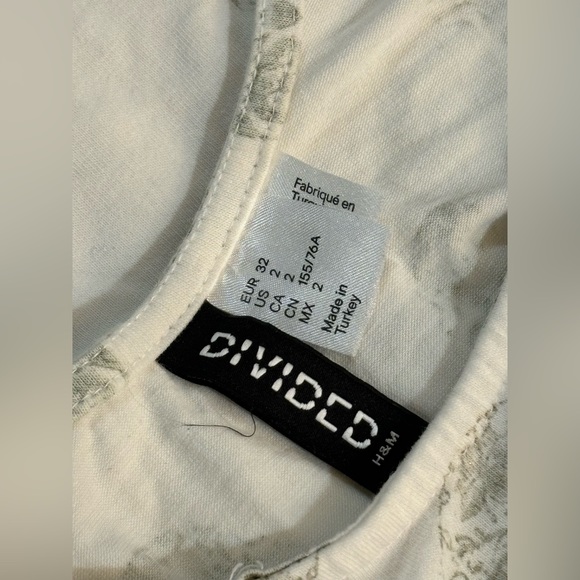 Fabriqué en
EUR 32
US 2
CA 2
CN 155/76A
MX 2
Made in
Turkey
DIVIDED
H&M